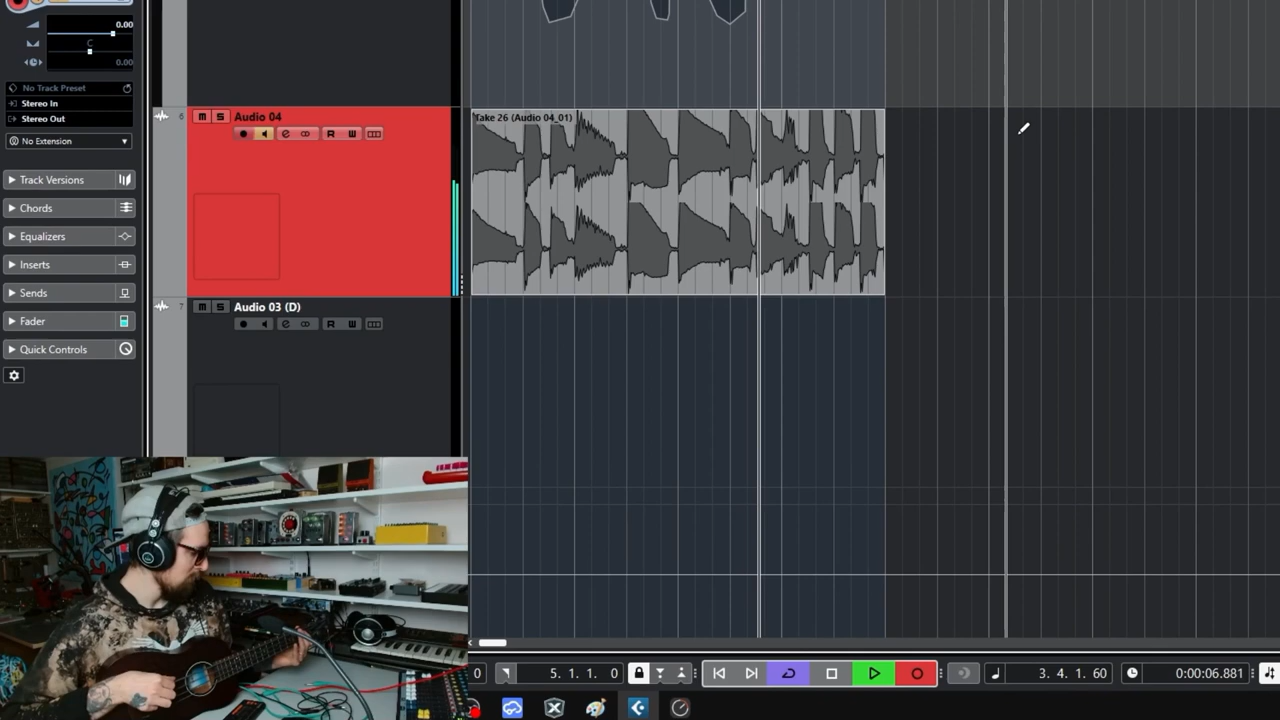 0.00
C
0.00
No Track Preset
Stereo In
Stereo Out
No Extension
Track Versions
Chords
Equalizers
Inserts
Sends
Fader
Quick Controls
6 m S Audio 04
e R W
Take 26 (Audio 04_01)
7 m S Audio 03 (D)
e R W
0 5. 1. 1. 0 3. 4. 1. 60 0:00:06.881